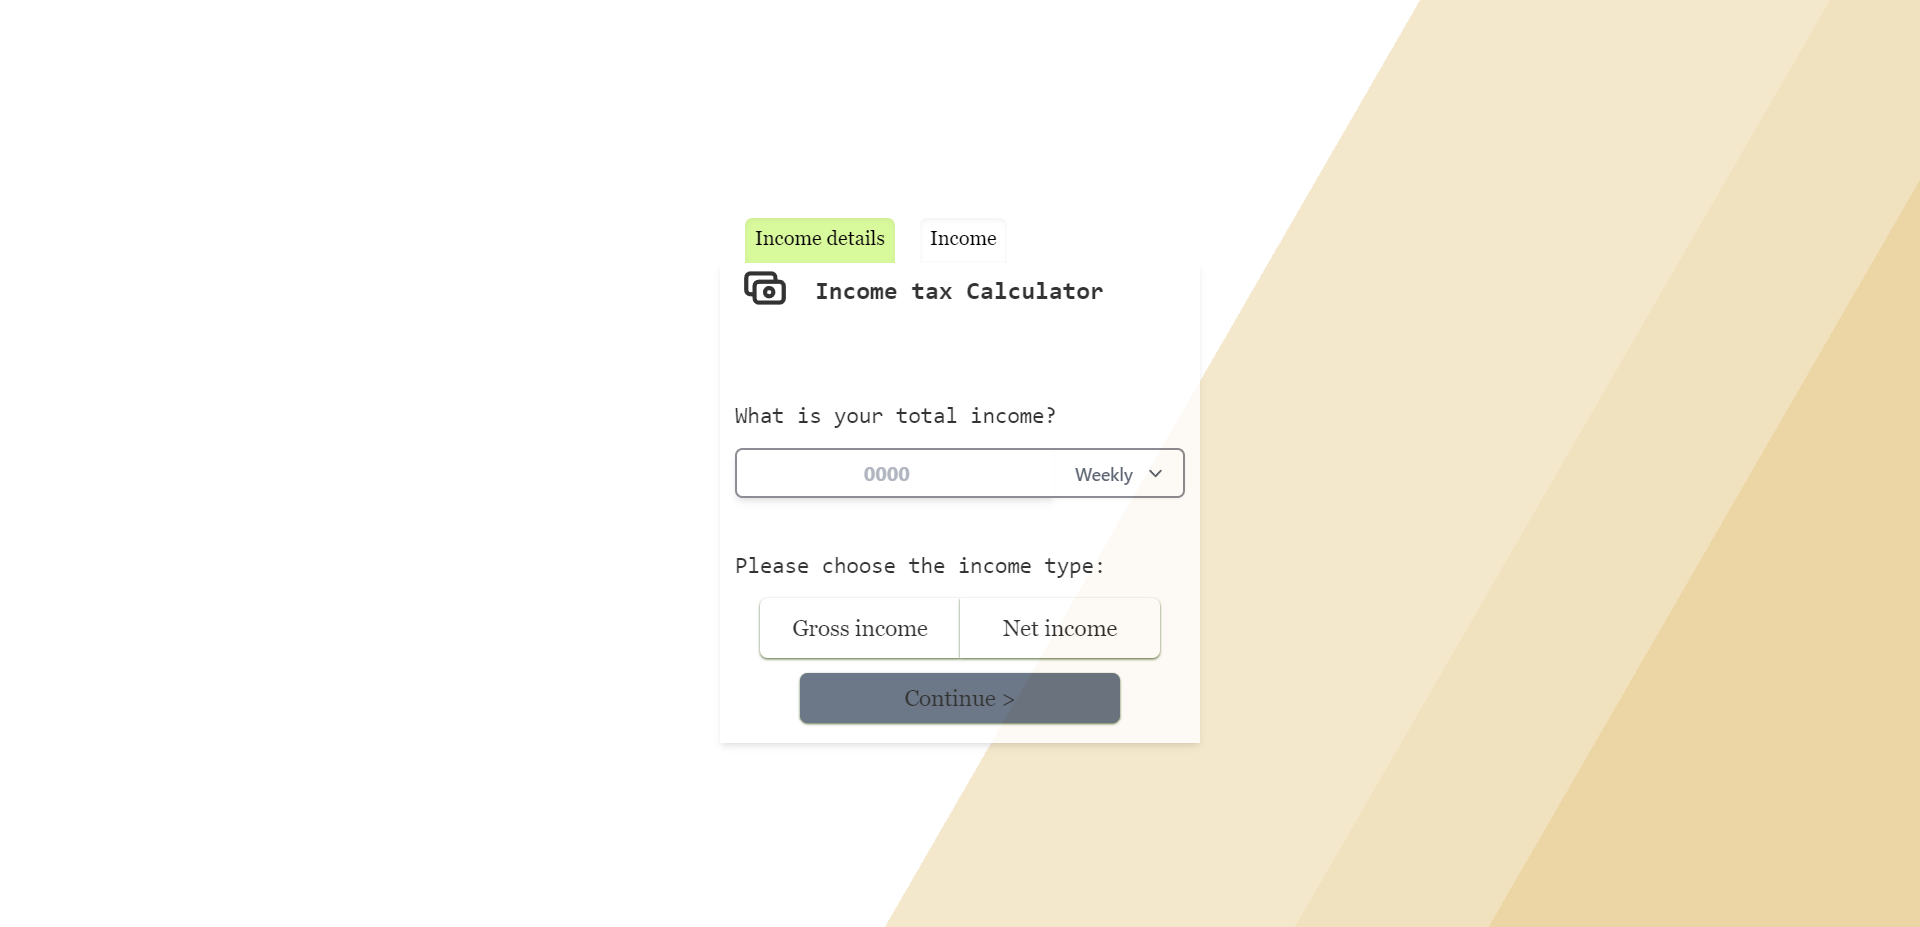 Income details Income
Income tax Calculator
What is your total income?
0000 Weekly
Please choose the income type:
Gross income Net income
Continue >